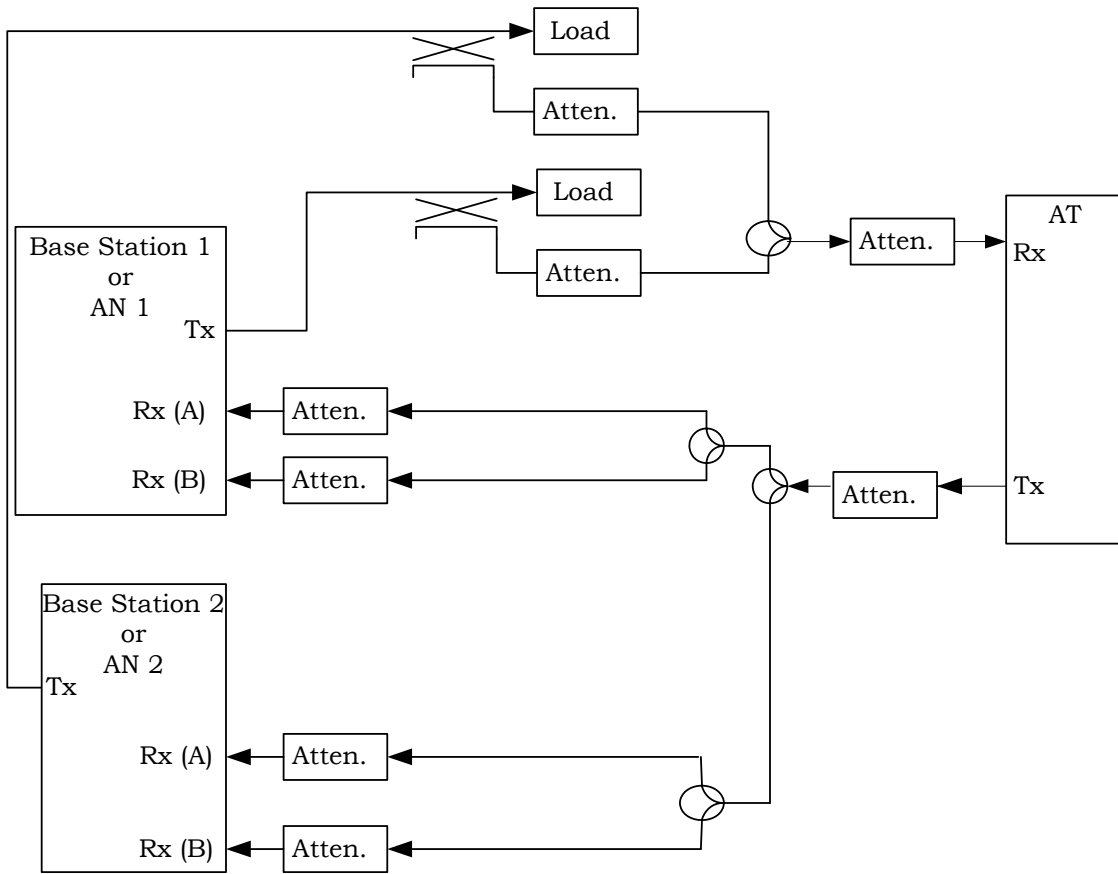 Load
Atten.
Load
Atten.
Base Station 1
or
AN 1
Tx
Rx (A)
Rx (B)
Atten.
Atten.
Atten.
AT
Rx
Tx
Atten.
Base Station 2
or
AN 2
Tx
Rx (A)
Rx (B)
Atten.
Atten.